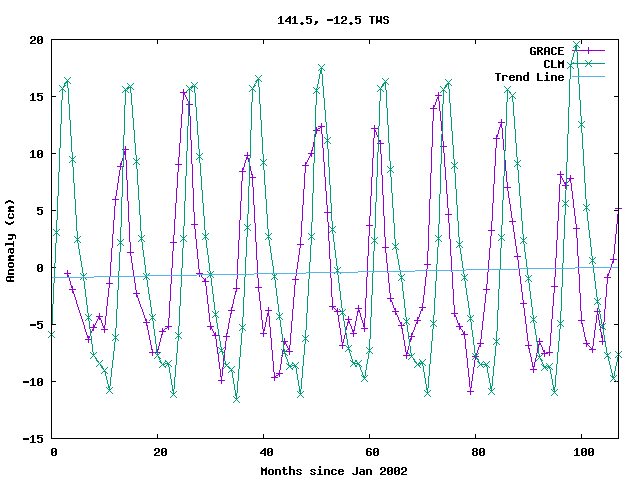 141.5, -12.5 TWS
20
15
10
5
0
-5
-10
-15
Anomaly (cm)
GRACE
CLM
Trend Line
0 20 40 60 80 100
Months since Jan 2002